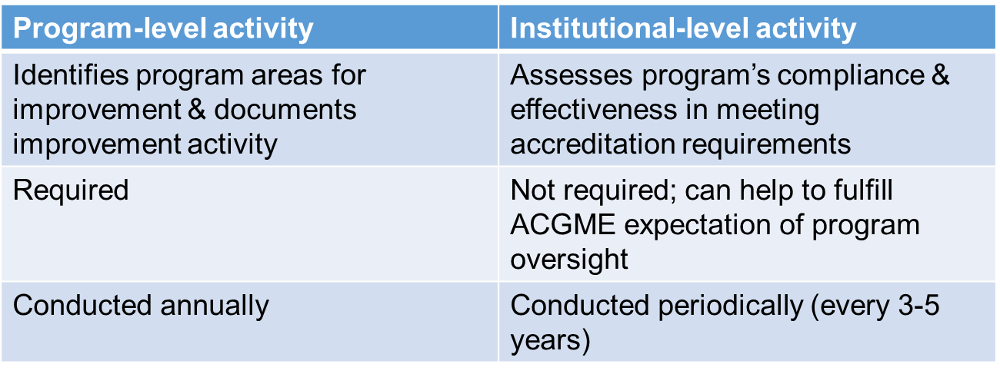 Program-level activity
Institutional-level activity
Identifies program areas for
improvement & documents
improvement activity
Assesses program’s compliance &
effectiveness in meeting
accreditation requirements
Required
Not required; can help to fulfill
ACGME expectation of program
oversight
Conducted annually
Conducted periodically (every 3-5
years)